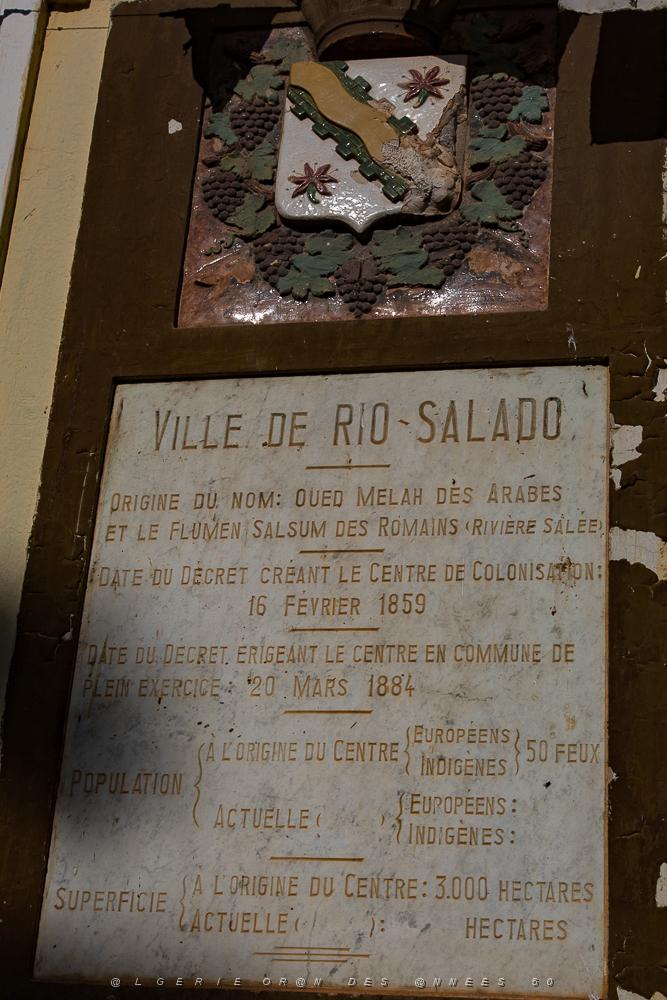 VILLE DE RIO-SALADO
ORIGINE DU NOM: OUED MELAH DES ARABES
ET LE FLUMEN SALSUM DES ROMAINS (RIVIÈRE SALÉE)
DATE DU DÉCRET CRÉANT LE CENTRE DE COLONISATION:
16 FÉVRIER 1859
DATE DU DÉCRET ERIGEANT LE CENTRE EN COMMUNE DE
PLEIN EXERCICE: 20 MARS 1884
POPULATION
À L'ORIGINE DU CENTRE
EUROPÉENS
INDIGÈNES
50 FEUX
ACTUELLE ( )
EUROPÉENS:
INDIGÈNES:
SUPERFICIE
A L'ORIGINE DU CENTRE: 3.000 HECTARES
ACTUELLE ( ): HECTARES
@LGERIE OR@N DES @NNEES 50